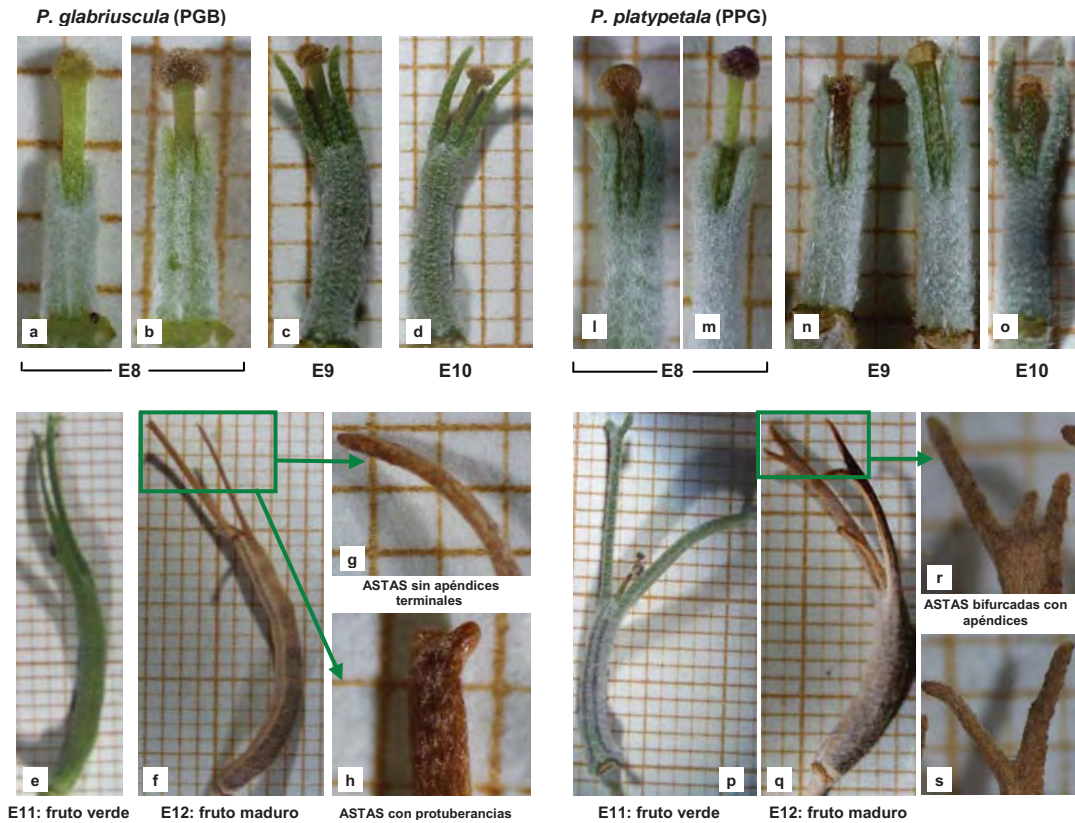 P. glabriuscula (PGB)
P. platypetala (PPG)
a
b
c
d
l
m
n
o
E8
E9
E10
E8
E9
E10
g
ASTAS sin apéndices
terminales
r
ASTAS bifurcadas con
apéndices
e
f
h
p
q
s
E11: fruto verde
E12: fruto maduro
ASTAS con protuberancias
E11: fruto verde
E12: fruto maduro